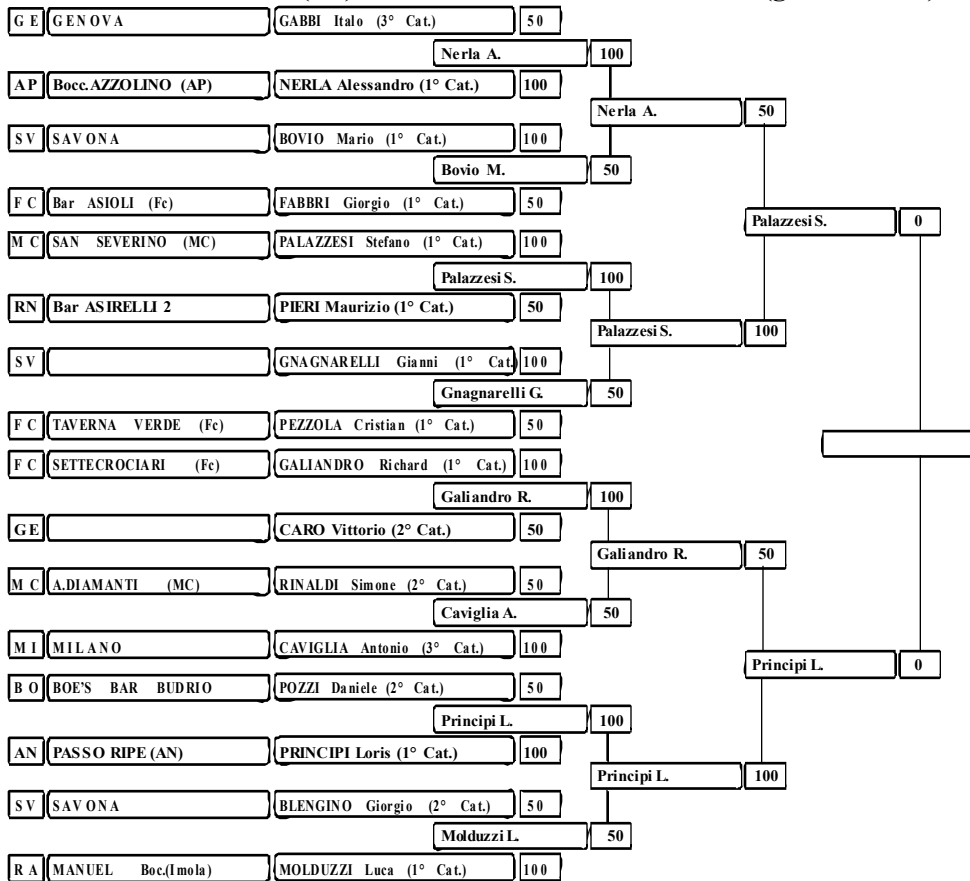 G E GENOVA GABBI Italo (3° Cat.) 50
Nerla A. 100
AP Bocc.AZZOLINO (AP) NERLA Alessandro (1° Cat.) 100
Nerla A. 50
SV SAVONA BOVIO Mario (1° Cat.) 100
Bovio M. 50
F C Bar ASIOLI (Fc) FABBRI Giorgio (1° Cat.) 50
Palazzesi S. 0
M C SAN SEVERINO (MC) PALAZZESI Stefano (1° Cat.) 100
Palazzesi S. 100
RN Bar ASIRELLI 2 PIERI Maurizio (1° Cat.) 50
Palazzesi S. 100
SV GNAGNARELLI Gianni (1° Cat.) 100
Gnagnarelli G. 50
F C TAVERNA VERDE (Fc) PEZZOLA Cristian (1° Cat.) 50
F C SETTECROCIARI (Fc) GALIANDRO Richard (1° Cat.) 100
Galiandro R. 100
GE CARO Vittorio (2° Cat.) 50
Galiandro R. 50
M C A.DIAMANTI (MC) RINALDI Simone (2° Cat.) 50
Caviglia A. 50
MI MILANO CAVIGLIA Antonio (3° Cat.) 100
Principi L. 0
B O BOE'S BAR BUDRIO POZZI Daniele (2° Cat.) 50
Principi L. 100
AN PASSO RIPE (AN) PRINCIPI Loris (1° Cat.) 100
Principi L. 100
SV SAVONA BLENGINO Giorgio (2° Cat.) 50
Molduzzi L. 50
R A MANUEL Boc.(Imola) MOLDUZZI Luca (1° Cat.) 100